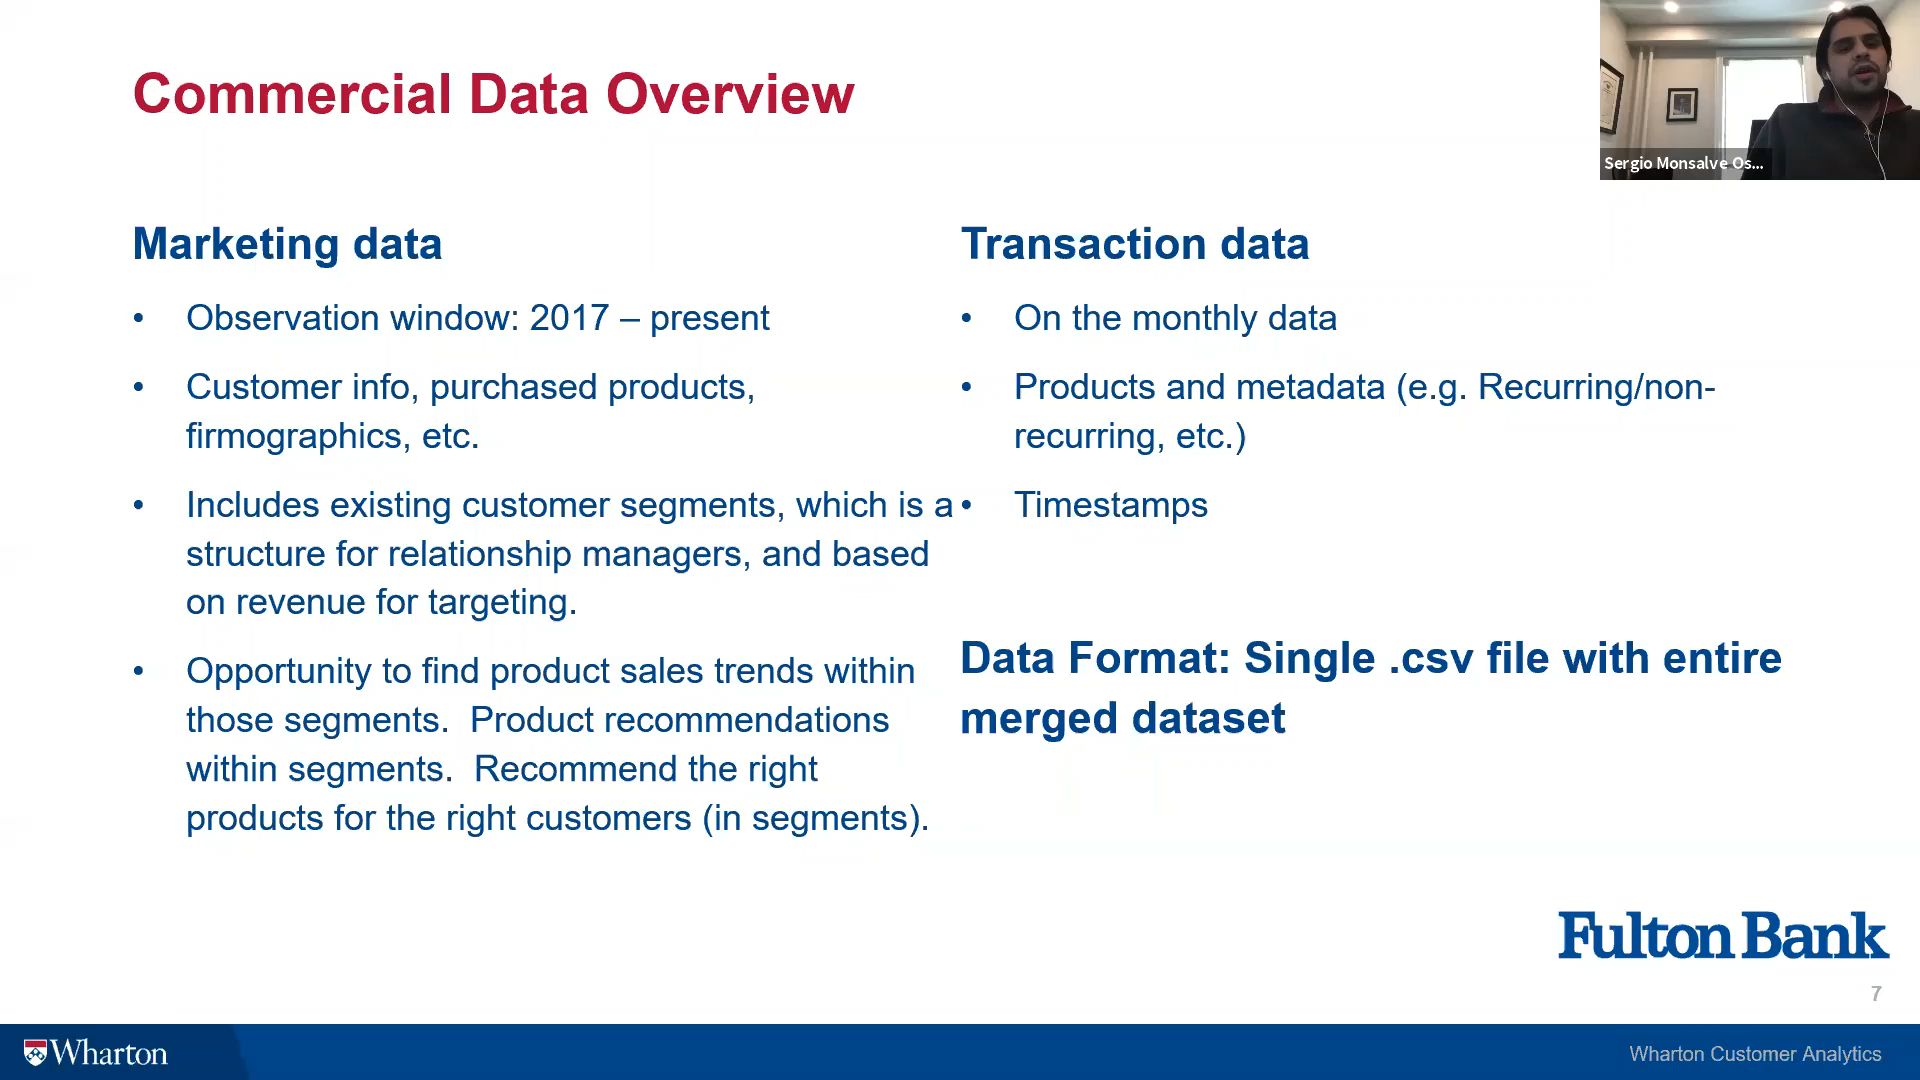 Commercial Data Overview
Sergio Monsalve Os...
Marketing data
• Observation window: 2017 – present
• Customer info, purchased products,
firmographics, etc.
• Includes existing customer segments, which is a
structure for relationship managers, and based
on revenue for targeting.
• Opportunity to find product sales trends within
those segments.  Product recommendations
within segments.  Recommend the right
products for the right customers (in segments).
Transaction data
• On the monthly data
• Products and metadata (e.g. Recurring/non-
recurring, etc.)
• Timestamps
Data Format: Single .csv file with entire
merged dataset
Fulton Bank
7
Wharton
Wharton Customer Analytics